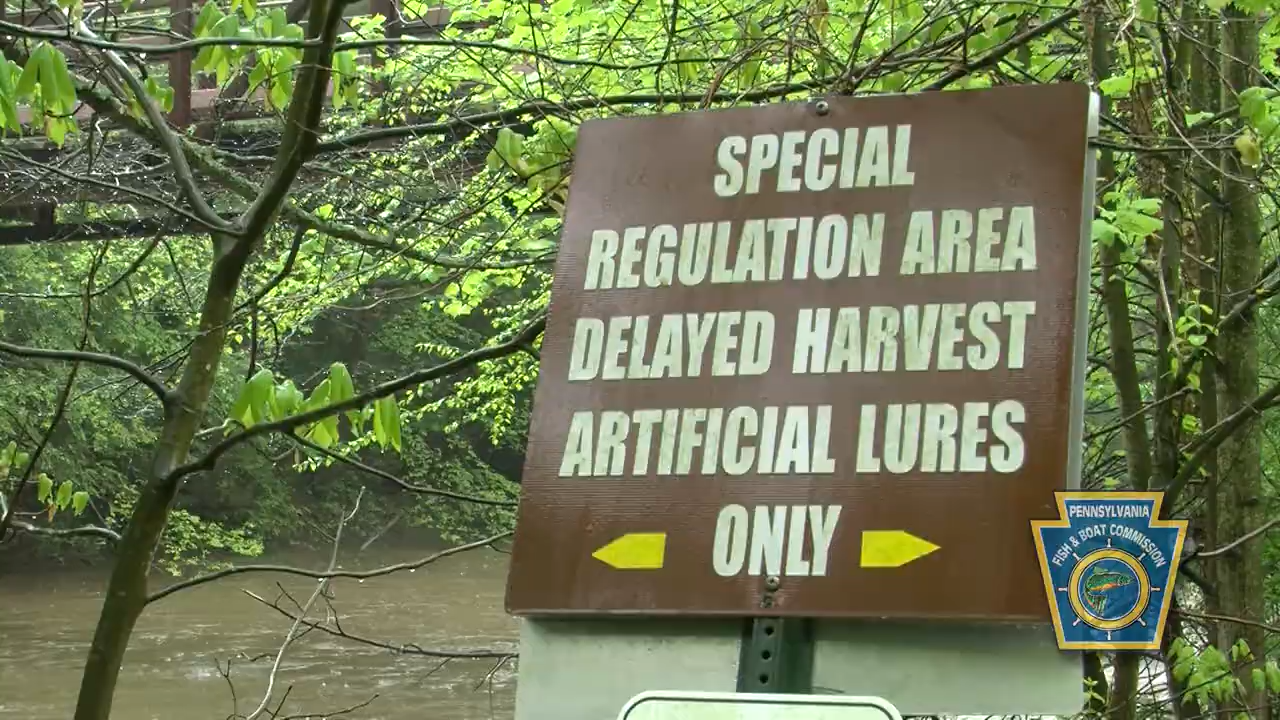 SPECIAL
REGULATION AREA
DELAYED HARVEST
ARTIFICIAL LURES
ONLY
PENNSYLVANIA
FISH & BOAT COMMISSION